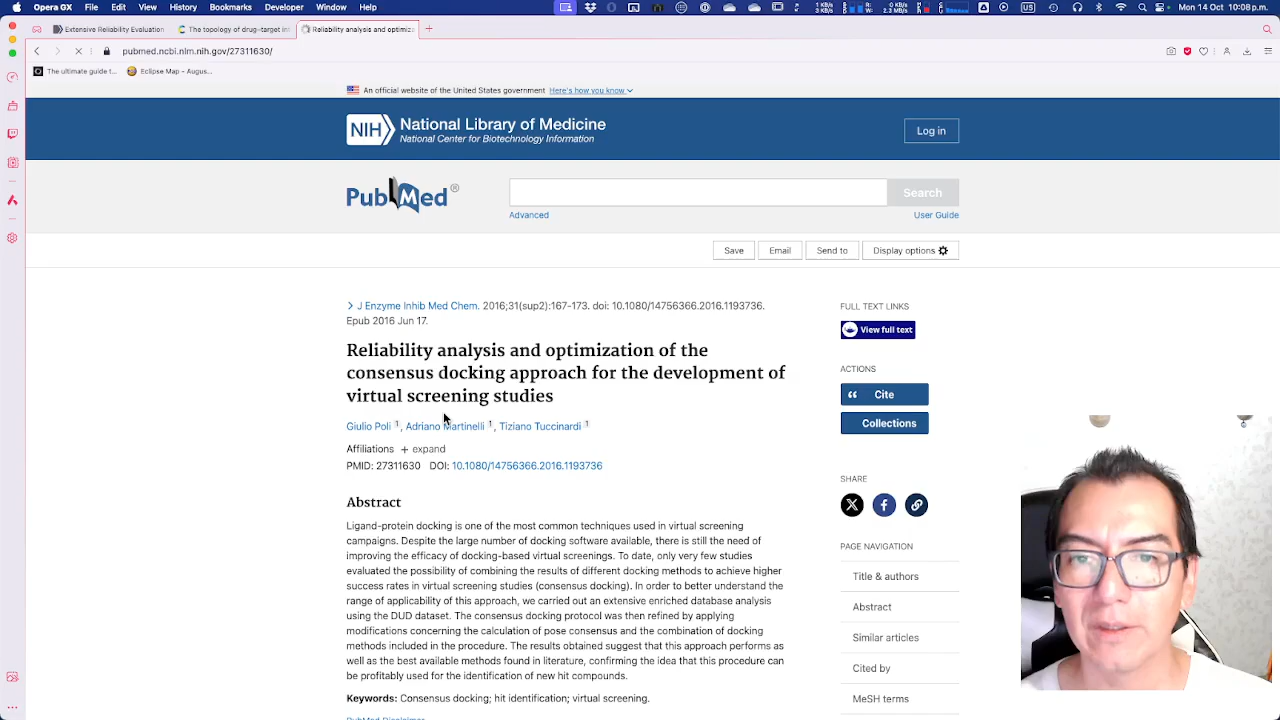 Opera GX File Edit View History Bookmarks Developer Window Help
Mon 14 Oct 10:08 p.m.
Extensive Reliability Evaluation
The topology of drug-target in
Reliability analysis and optimiz
pubmed.ncbi.nlm.nih.gov/27311630/
The ultimate guide t...
Eclipse Map - Augus...
An official website of the United States government Here's how you know
NIH National Library of Medicine
National Center for Biotechnology Information
Log in
PubMed®
Search
Advanced
User Guide
Save
Email
Send to
Display options
> J Enzyme Inhib Med Chem. 2016;31(sup2):167-173. doi: 10.1080/14756366.2016.1193736.
Epub 2016 Jun 17.
Reliability analysis and optimization of the
consensus docking approach for the development of
virtual screening studies
Giulio Poli 1, Adriano Martinelli 1, Tiziano Tuccinardi 1
Affiliations + expand
PMID: 27311630 DOI: 10.1080/14756366.2016.1193736
Abstract
Ligand-protein docking is one of the most common techniques used in virtual screening
campaigns. Despite the large number of docking software available, there is still the need of
improving the efficacy of docking-based virtual screenings. To date, only very few studies
evaluated the possibility of combining the results of different docking methods to achieve higher
success rates in virtual screening studies (consensus docking). In order to better understand the
range of applicability of this approach, we carried out an extensive enriched database analysis
using the DUD dataset. The consensus docking protocol was then refined by applying
modifications concerning the calculation of pose consensus and the combination of docking
methods included in the procedure. The results obtained suggest that this approach performs as
well as the best available methods found in literature, confirming the idea that this procedure can
be profitably used for the identification of new hit compounds.
Keywords: Consensus docking; hit identification; virtual screening.
PubMed Disclaimer
FULL TEXT LINKS
View full text
ACTIONS
Cite
Collections
SHARE
PAGE NAVIGATION
Title & authors
Abstract
Similar articles
Cited by
MeSH terms